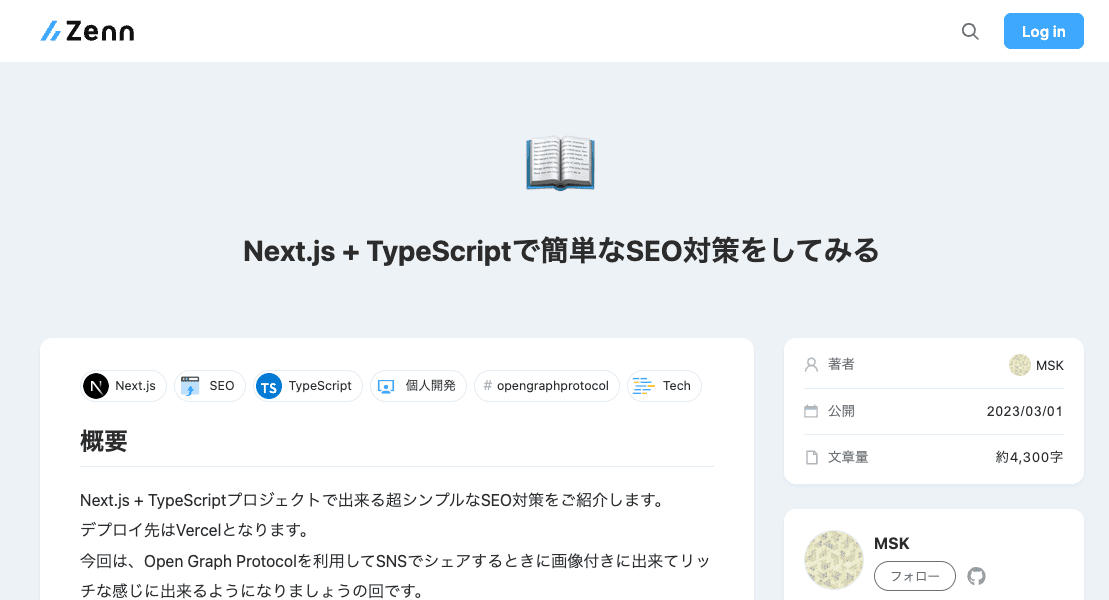 Zenn
Log in
Next.js + TypeScriptで簡単なSEO対策をしてみる
Next.js
SEO
TS TypeScript
個人開発
# opengraphprotocol
Tech
概要
Next.js + TypeScriptプロジェクトで出来る超シンプルなSEO対策をご紹介します。
デプロイ先はVercelとなります。
今回は、Open Graph Protocolを利用してSNSでシェアするときに画像付きに出来てリッ
チな感じに出来るようになりましょうの回です。
著者 MSK
公開 2023/03/01
文章量 約4,300字
MSK
フォロー